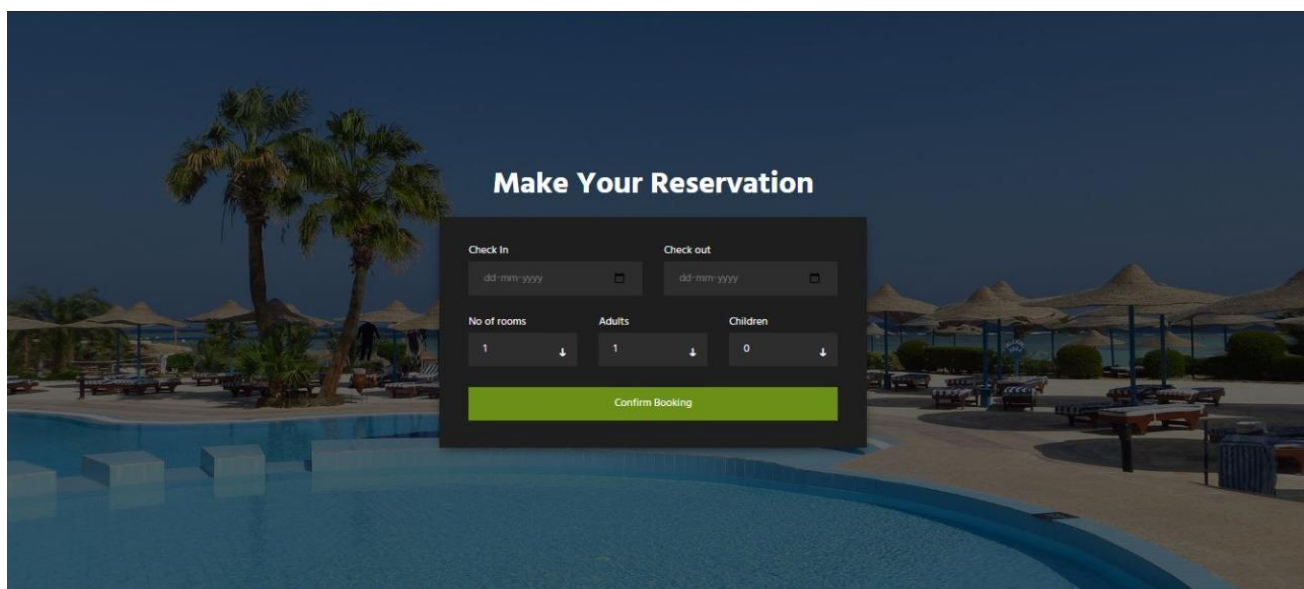 Make Your Reservation
Check In Check out
dd-mm-yyyy dd-mm-yyyy
No of rooms Adults Children
1 1 0
Confirm Booking